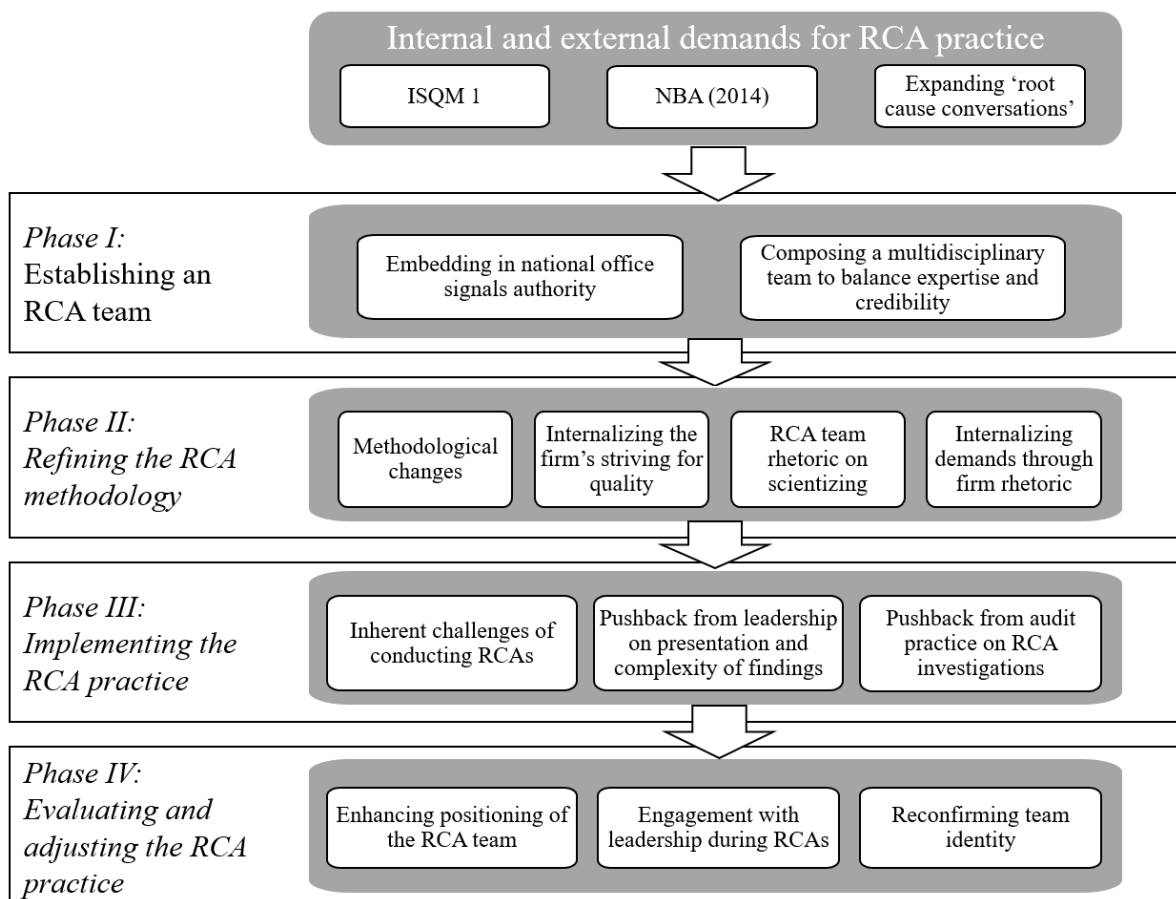 Internal and external demands for RCA practice
ISQM 1
NBA (2014)
Expanding ‘root
cause conversations’
Phase I:
Establishing an
RCA team
Embedding in national office
signals authority
Composing a multidisciplinary
team to balance expertise and
credibility
Phase II:
Refining the RCA
methodology
Methodological
changes
Internalizing the
firm’s striving for
quality
RCA team
rhetoric on
scientizing
Internalizing
demands through
firm rhetoric
Phase III:
Implementing the
RCA practice
Inherent challenges of
conducting RCAs
Pushback from leadership
on presentation and
complexity of findings
Pushback from audit
practice on RCA
investigations
Phase IV:
Evaluating and
adjusting the RCA
practice
Enhancing positioning of
the RCA team
Engagement with
leadership during RCAs
Reconfirming team
identity